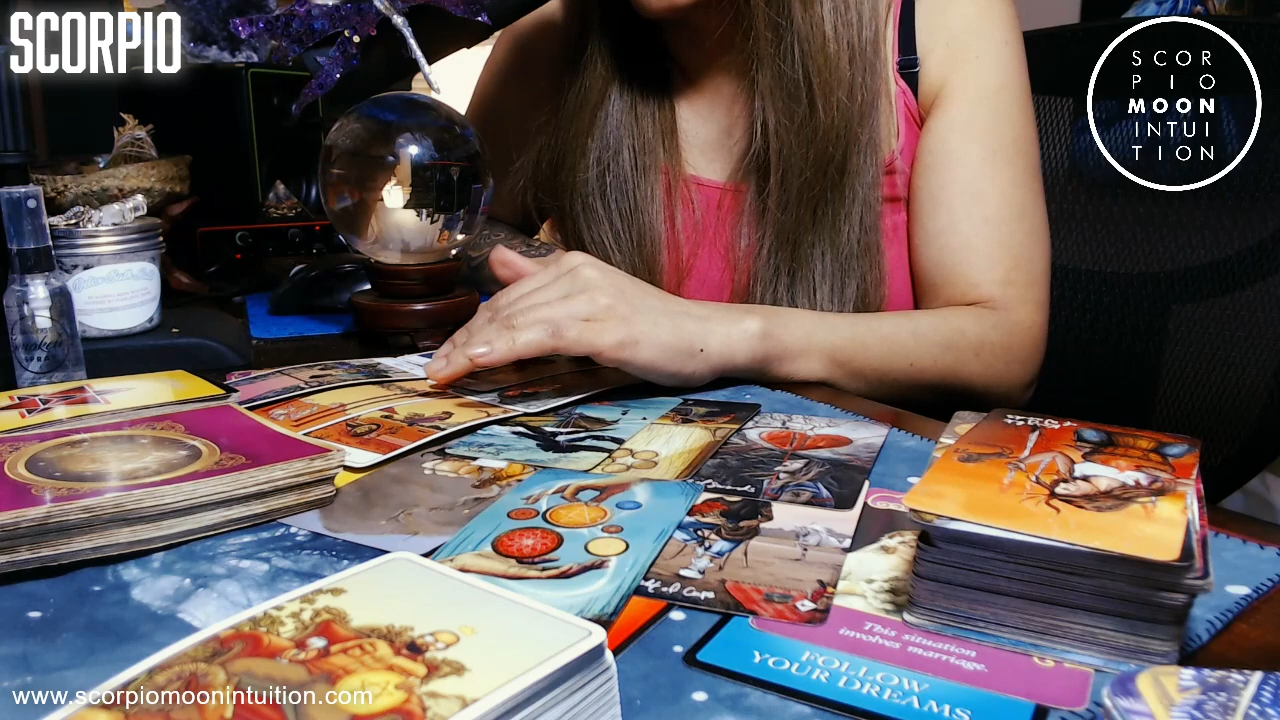 SCORPIO
SCOR
PIO
MOON
INTUI
TION
This situation
involves marriage.
FOLLOW
YOUR DREAMS
www.scorpiomoonintuition.com